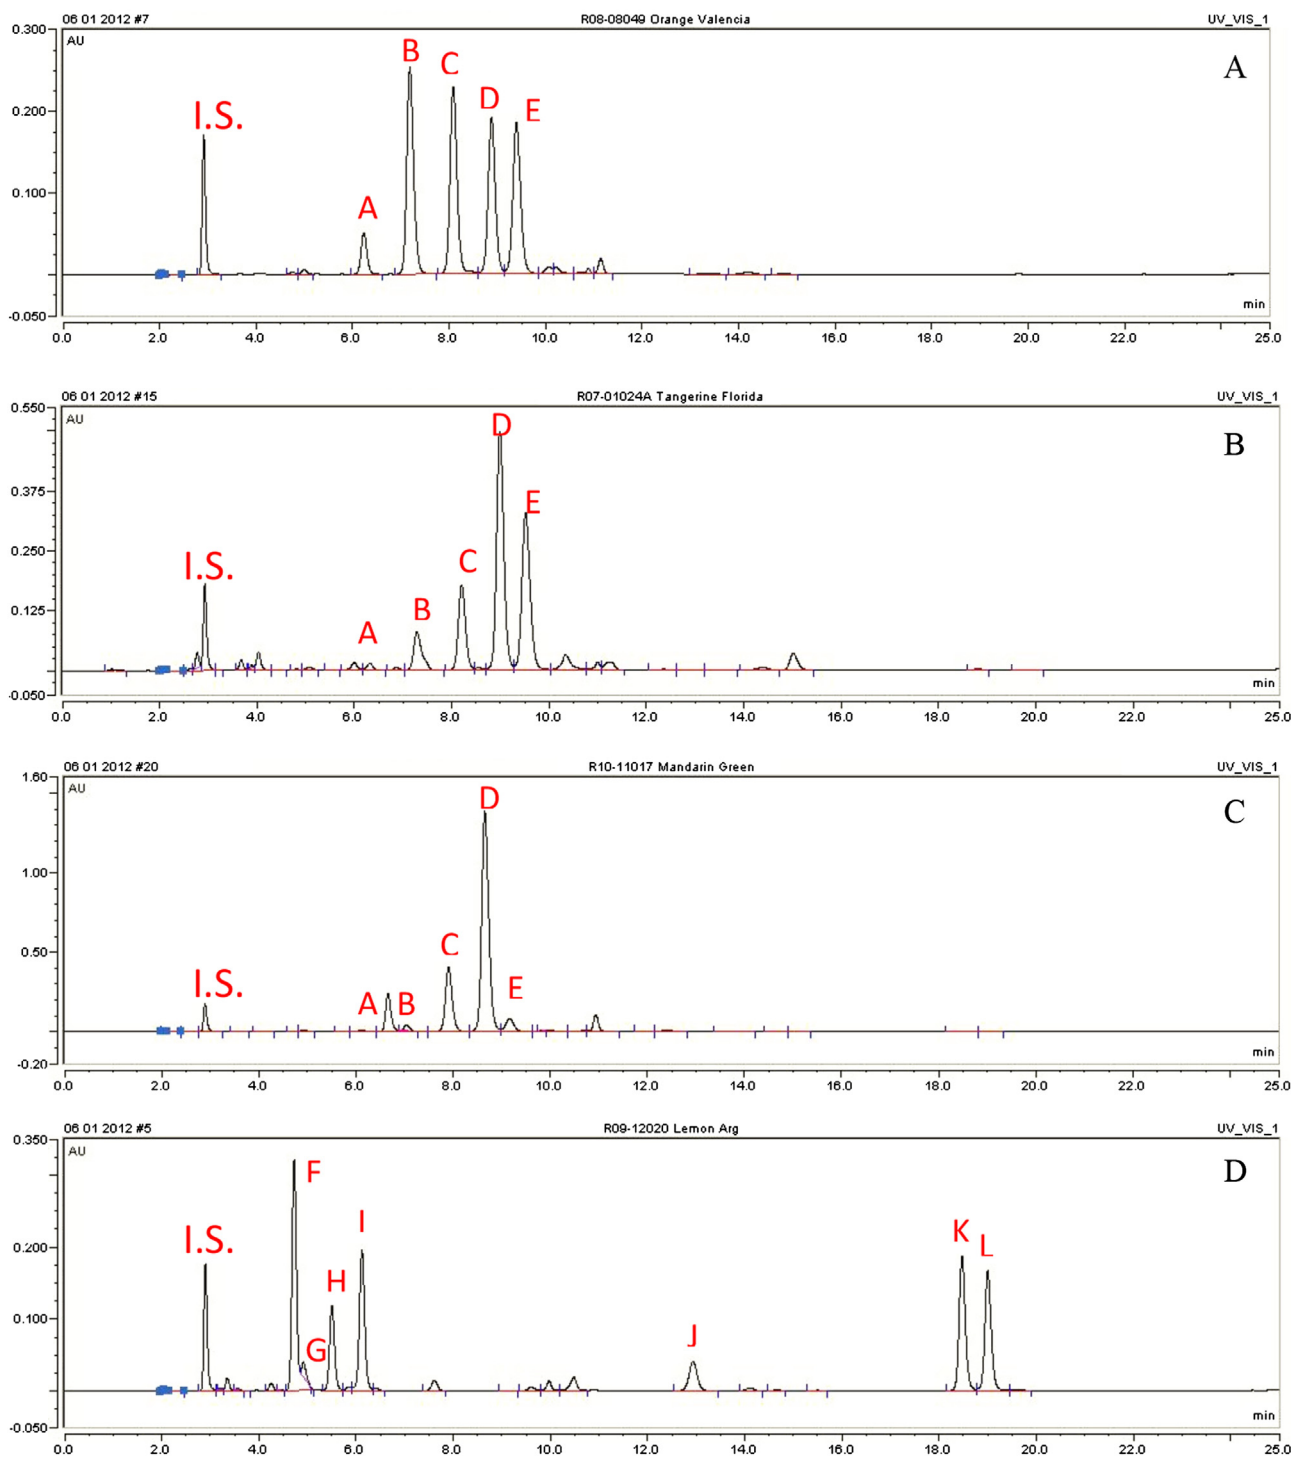 06 01 2012 #7 R08-08049 Orange Valencia UV_VIS_1
0.300
AU
B
C
A
D
E
I.S.
0.200
A
0.100
min
-0.050
0.0 2.0 4.0 6.0 8.0 10.0 12.0 14.0 16.0 18.0 20.0 22.0 25.0
06 01 2012 #15 R07-01024A Tangerine Florida UV_VIS_1
0.550
AU
D
B
0.375
E
0.250
I.S.
C
0.125
B
A
min
-0.050
0.0 2.0 4.0 6.0 8.0 10.0 12.0 14.0 16.0 18.0 20.0 22.0 25.0
06 01 2012 #20 R10-11017 Mandarin Green UV_VIS_1
1.60
AU
D
C
1.00
0.50
C
I.S.
A
B
E
min
-0.20
0.0 2.0 4.0 6.0 8.0 10.0 12.0 14.0 16.0 18.0 20.0 22.0 25.0
06 01 2012 #5 R09-12020 Lemon Arg UV_VIS_1
0.350
AU
F
D
I
K
I.S.
L
0.200
H
0.100
J
G
min
-0.050
0.0 2.0 4.0 6.0 8.0 10.0 12.0 14.0 16.0 18.0 20.0 22.0 25.0